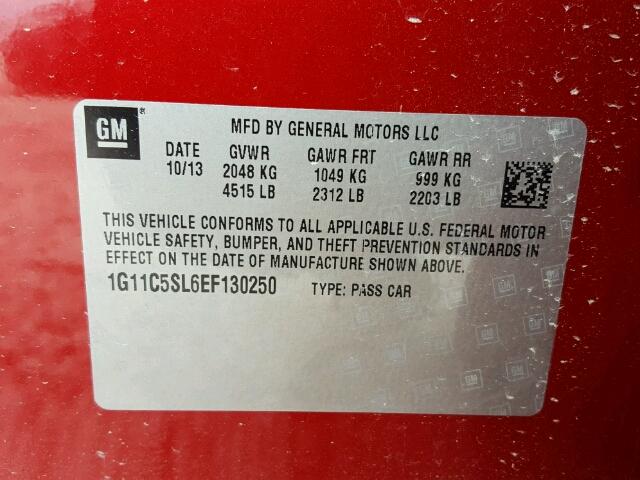 GM
MFD BY GENERAL MOTORS LLC
DATE GVWR GAWR FRT GAWR RR
10/13 2048 KG 1049 KG 999 KG
4515 LB 2312 LB 2203 LB
THIS VEHICLE CONFORMS TO ALL APPLICABLE U.S. FEDERAL MOTOR
VEHICLE SAFETY, BUMPER, AND THEFT PREVENTION STANDARDS IN
EFFECT ON THE DATE OF MANUFACTURE SHOWN ABOVE.
1G11C5SL6EF130250 TYPE: PASS CAR